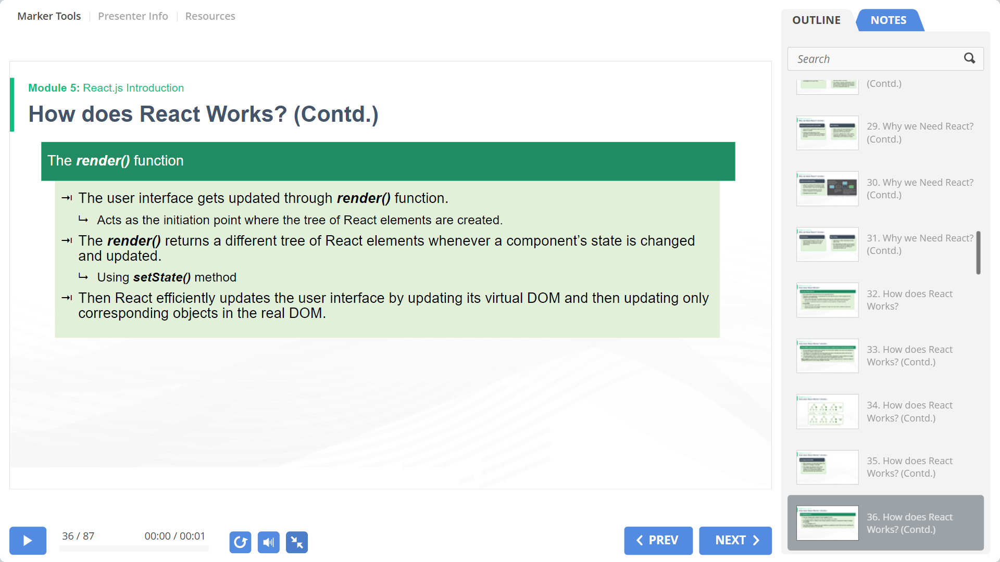 Marker Tools
Presenter Info
Resources
OUTLINE
NOTES
Search
Module 5: React.js Introduction
How does React Works? (Contd.)
The render() function
The user interface gets updated through render() function.
Acts as the initiation point where the tree of React elements are created.
The render() returns a different tree of React elements whenever a component’s state is changed
and updated.
Using setState() method
Then React efficiently updates the user interface by updating its virtual DOM and then updating only
corresponding objects in the real DOM.
(Contd.)
29. Why we Need React?
(Contd.)
30. Why we Need React?
(Contd.)
31. Why we Need React?
(Contd.)
32. How does React
Works?
33. How does React
Works? (Contd.)
34. How does React
Works? (Contd.)
35. How does React
Works? (Contd.)
36. How does React
Works? (Contd.)
36 / 87
00:00 / 00:01
PREV
NEXT